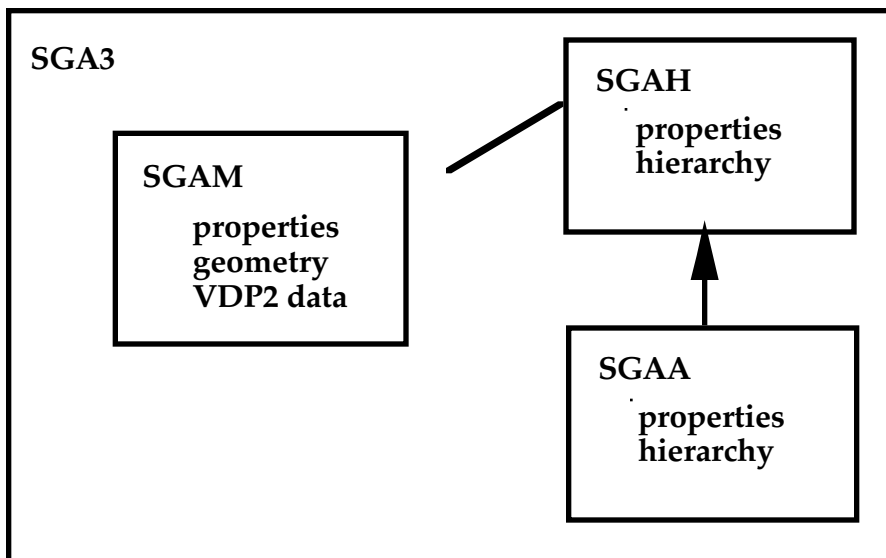 SGA3
SGAH
properties
hierarchy
SGAM
properties
geometry
VDP2 data
SGAA
properties
hierarchy